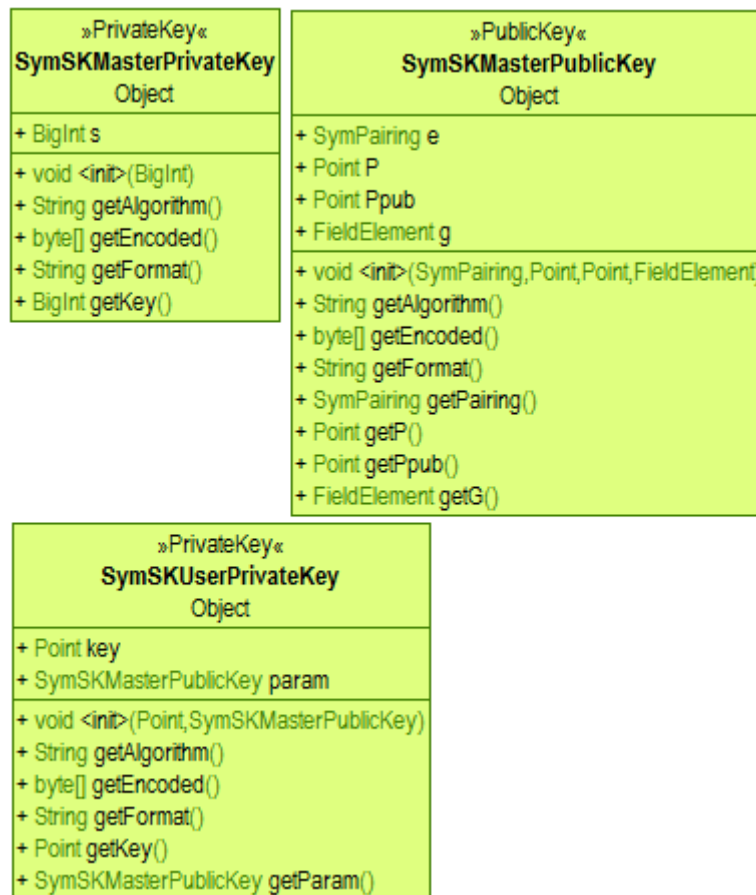 »PrivateKey«
SymSKMasterPrivateKey
Object
+ BigInt s
+ void <init>(BigInt)
+ String getAlgorithm()
+ byte[] getEncoded()
+ String getFormat()
+ BigInt getKey()
»PublicKey«
SymSKMasterPublicKey
Object
+ SymPairing e
+ Point P
+ Point Ppub
+ FieldElement g
+ void <init>(SymPairing,Point,Point,FieldElement)
+ String getAlgorithm()
+ byte[] getEncoded()
+ String getFormat()
+ SymPairing getPairing()
+ Point getP()
+ Point getPpub()
+ FieldElement getG()
»PrivateKey«
SymSKUserPrivateKey
Object
+ Point key
+ SymSKMasterPublicKey param
+ void <init>(Point,SymSKMasterPublicKey)
+ String getAlgorithm()
+ byte[] getEncoded()
+ String getFormat()
+ Point getKey()
+ SymSKMasterPublicKey getParam()